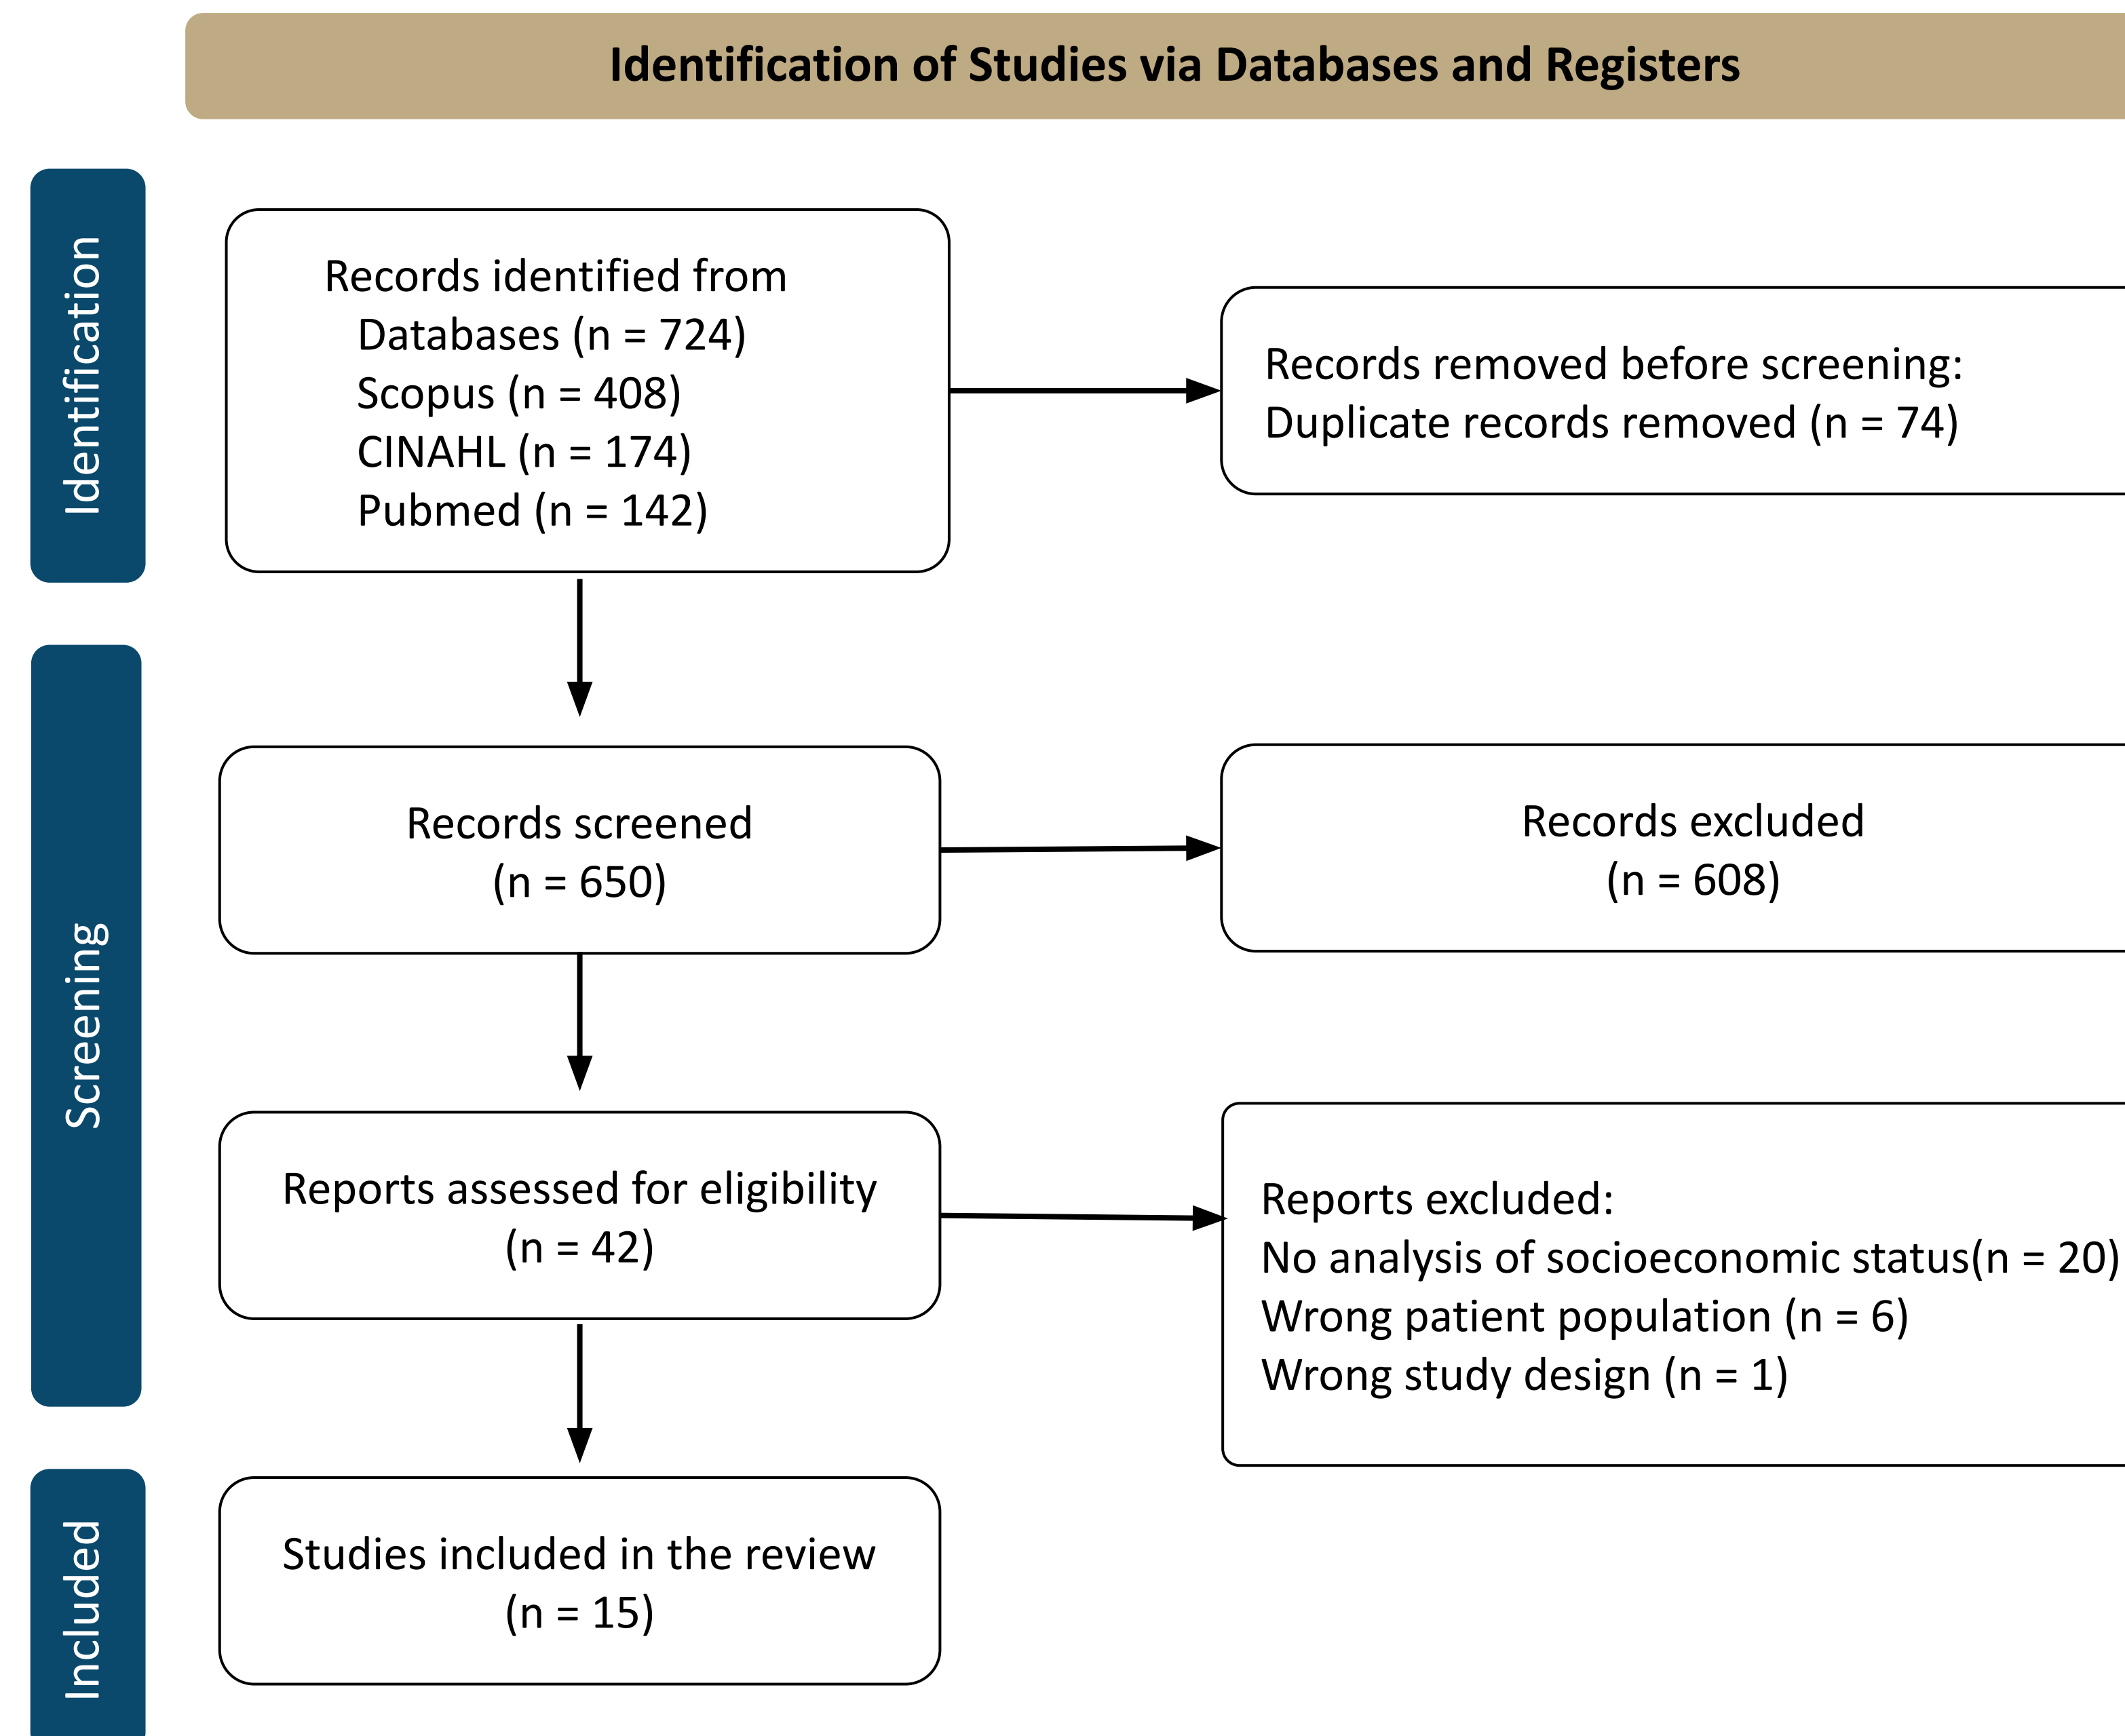 Identification of Studies via Databases and Registers
Identification
Records identified from
Databases (n = 724)
Scopus (n = 408)
CINAHL (n = 174)
Pubmed (n = 142)
Records removed before screening:
Duplicate records removed (n = 74)
Screening
Records screened
(n = 650)
Records excluded
(n = 608)
Reports assessed for eligibility
(n = 42)
Reports excluded:
No analysis of socioeconomic status(n = 20)
Wrong patient population (n = 6)
Wrong study design (n = 1)
Included
Studies included in the review
(n = 15)